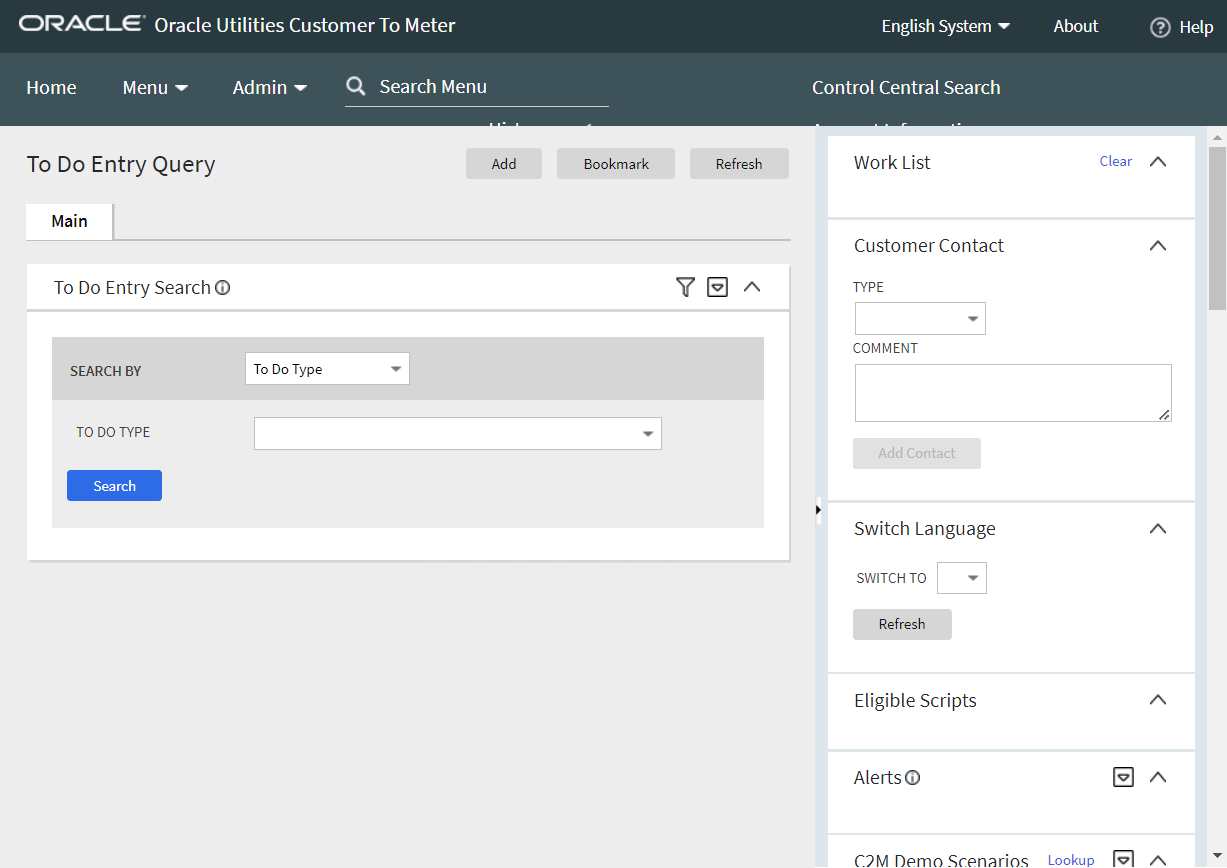 ORACLE Oracle Utilities Customer To Meter
English System About Help
Home Menu Admin Search Menu Control Central Search
To Do Entry Query Add Bookmark Refresh
Main
To Do Entry Search
SEARCH BY To Do Type
TO DO TYPE
Search
Work List Clear
Customer Contact
TYPE
COMMENT
Add Contact
Switch Language
SWITCH TO
Refresh
Eligible Scripts
Alerts
C2M Demo Scenarios Lookup